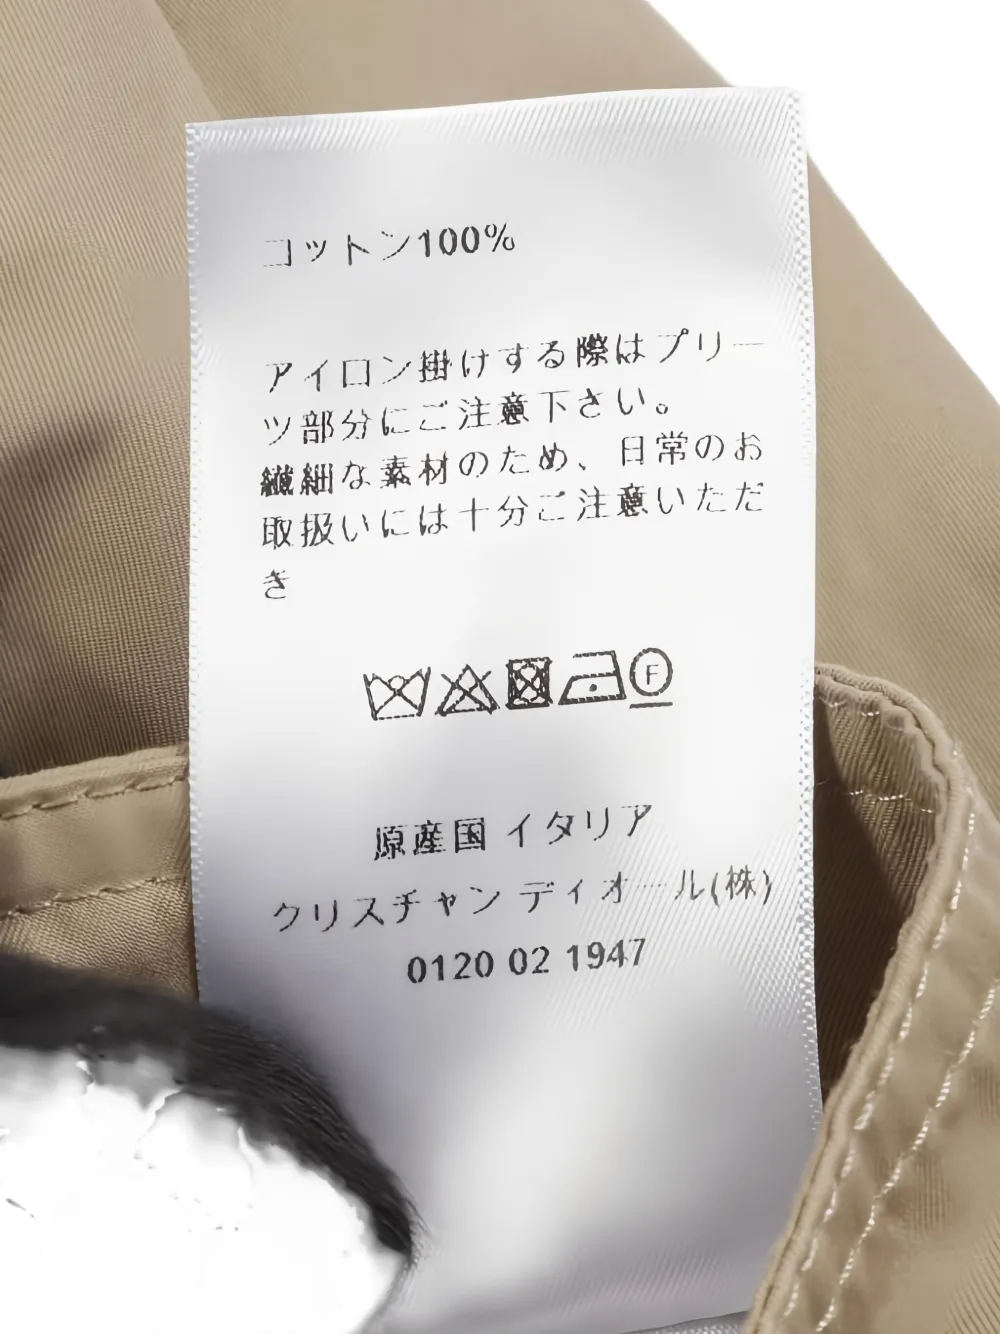 コットン100%
アイロン掛けする際はプリー
ツ部分にご注意下さい。
繊細な素材のため、日常のお
取扱いには十分ご注意いただ
き
F
原産国 イタリア
クリスチャン ディオール(株)
0120 02 1947